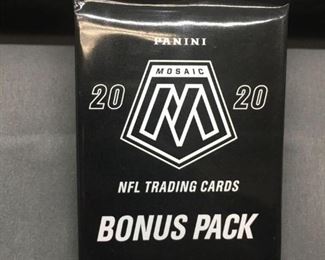 PANINI
MOSAIC
20 M 20
NFL TRADING CARDS
BONUS PACK